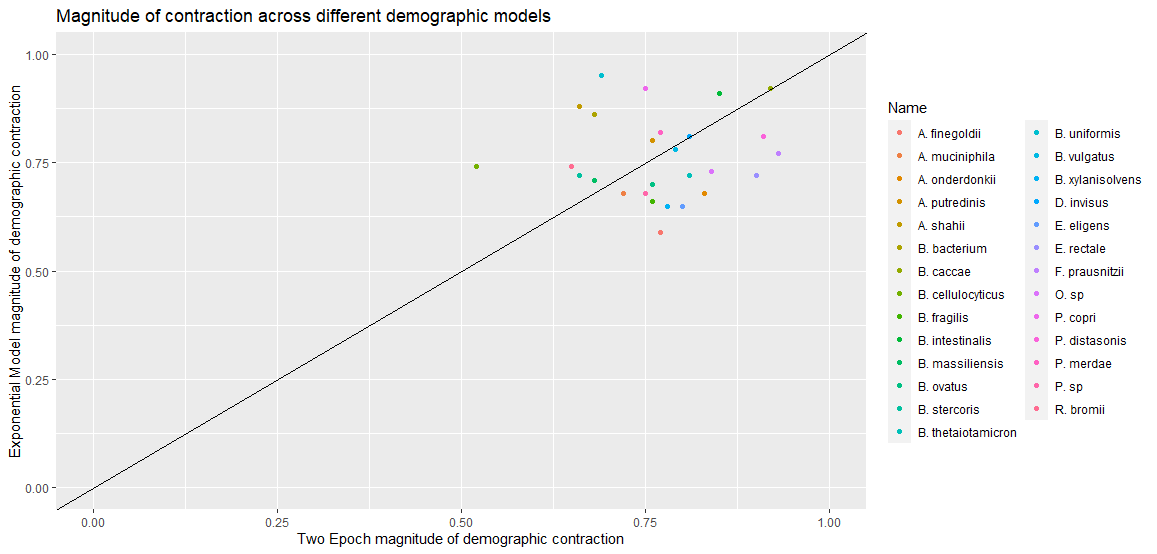 Magnitude of contraction across different demographic models
Exponential Model magnitude of demographic contraction
1.00
0.75
0.50
0.25
0.00
0.00 0.25 0.50 0.75 1.00
Two Epoch magnitude of demographic contraction
Name
A. finegoldii
A. muciniphila
A. onderdonkii
A. putredinis
A. shahii
B. bacterium
B. caccae
B. cellulocyticus
B. fragilis
B. intestinalis
B. massiliensis
B. ovatus
B. stercoris
B. thetaiotamicron
B. uniformis
B. vulgatus
B. xylanisolvens
D. invisus
E. eligens
E. rectale
F. prausnitzii
O. sp
P. copri
P. distasonis
P. merdae
P. sp
R. bromii